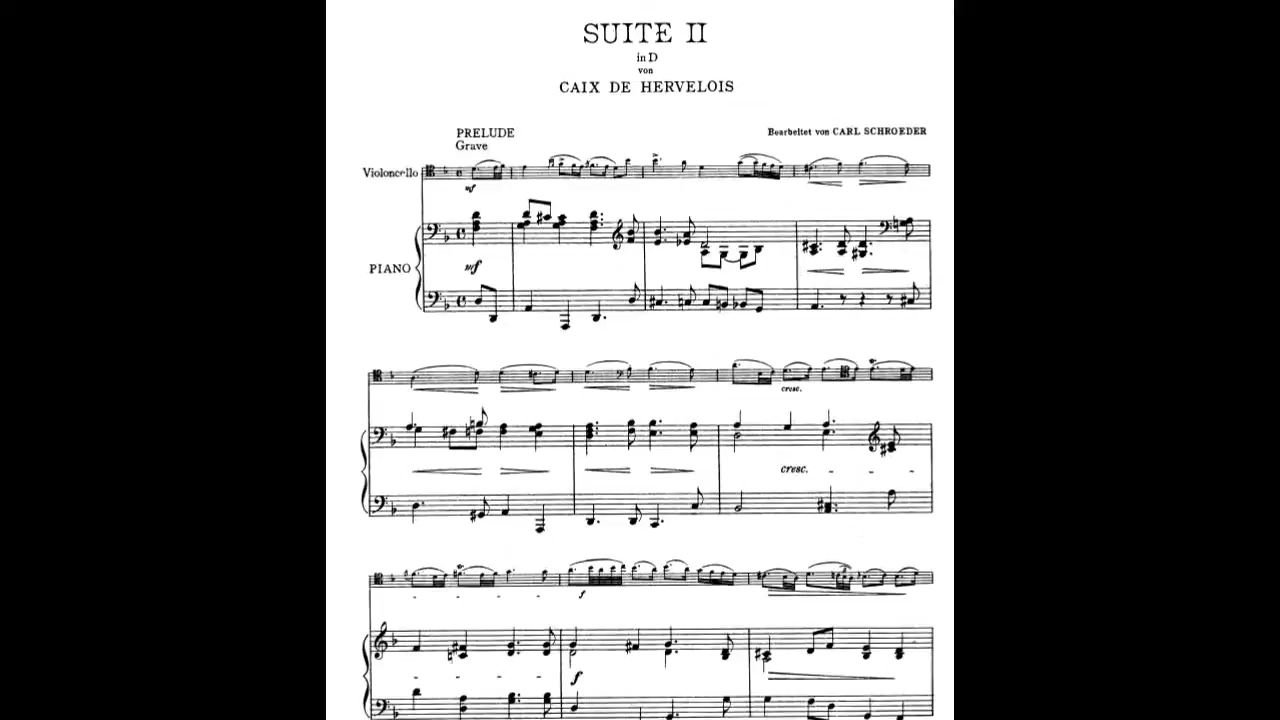 SUITE II
in D
von
CAIX DE HERVELOIS
PRELUDE
Bearbeitet von CARL SCHROEDER
Grave
Violoncello
mf
PIANO
mf
cresc.
cresc.
f
f